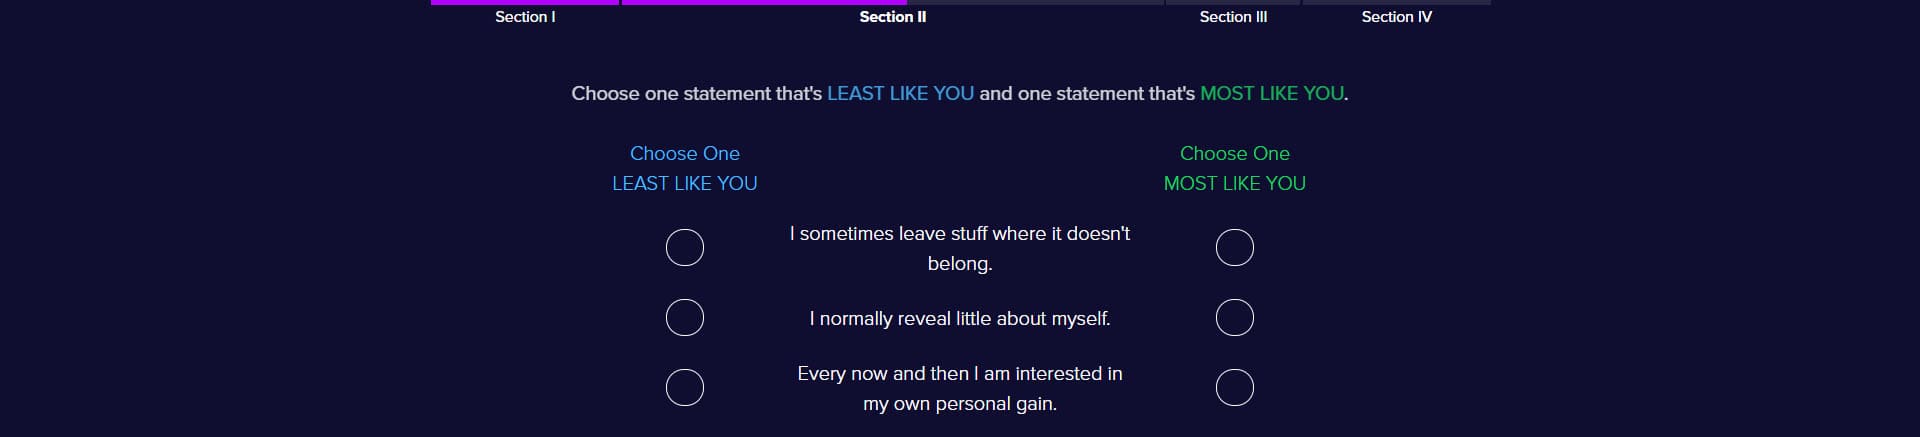 Section I
Section II
Section III
Section IV
Choose one statement that's LEAST LIKE YOU and one statement that's MOST LIKE YOU.
Choose One
LEAST LIKE YOU
Choose One
MOST LIKE YOU
I sometimes leave stuff where it doesn't
belong.
I normally reveal little about myself.
Every now and then I am interested in
my own personal gain.